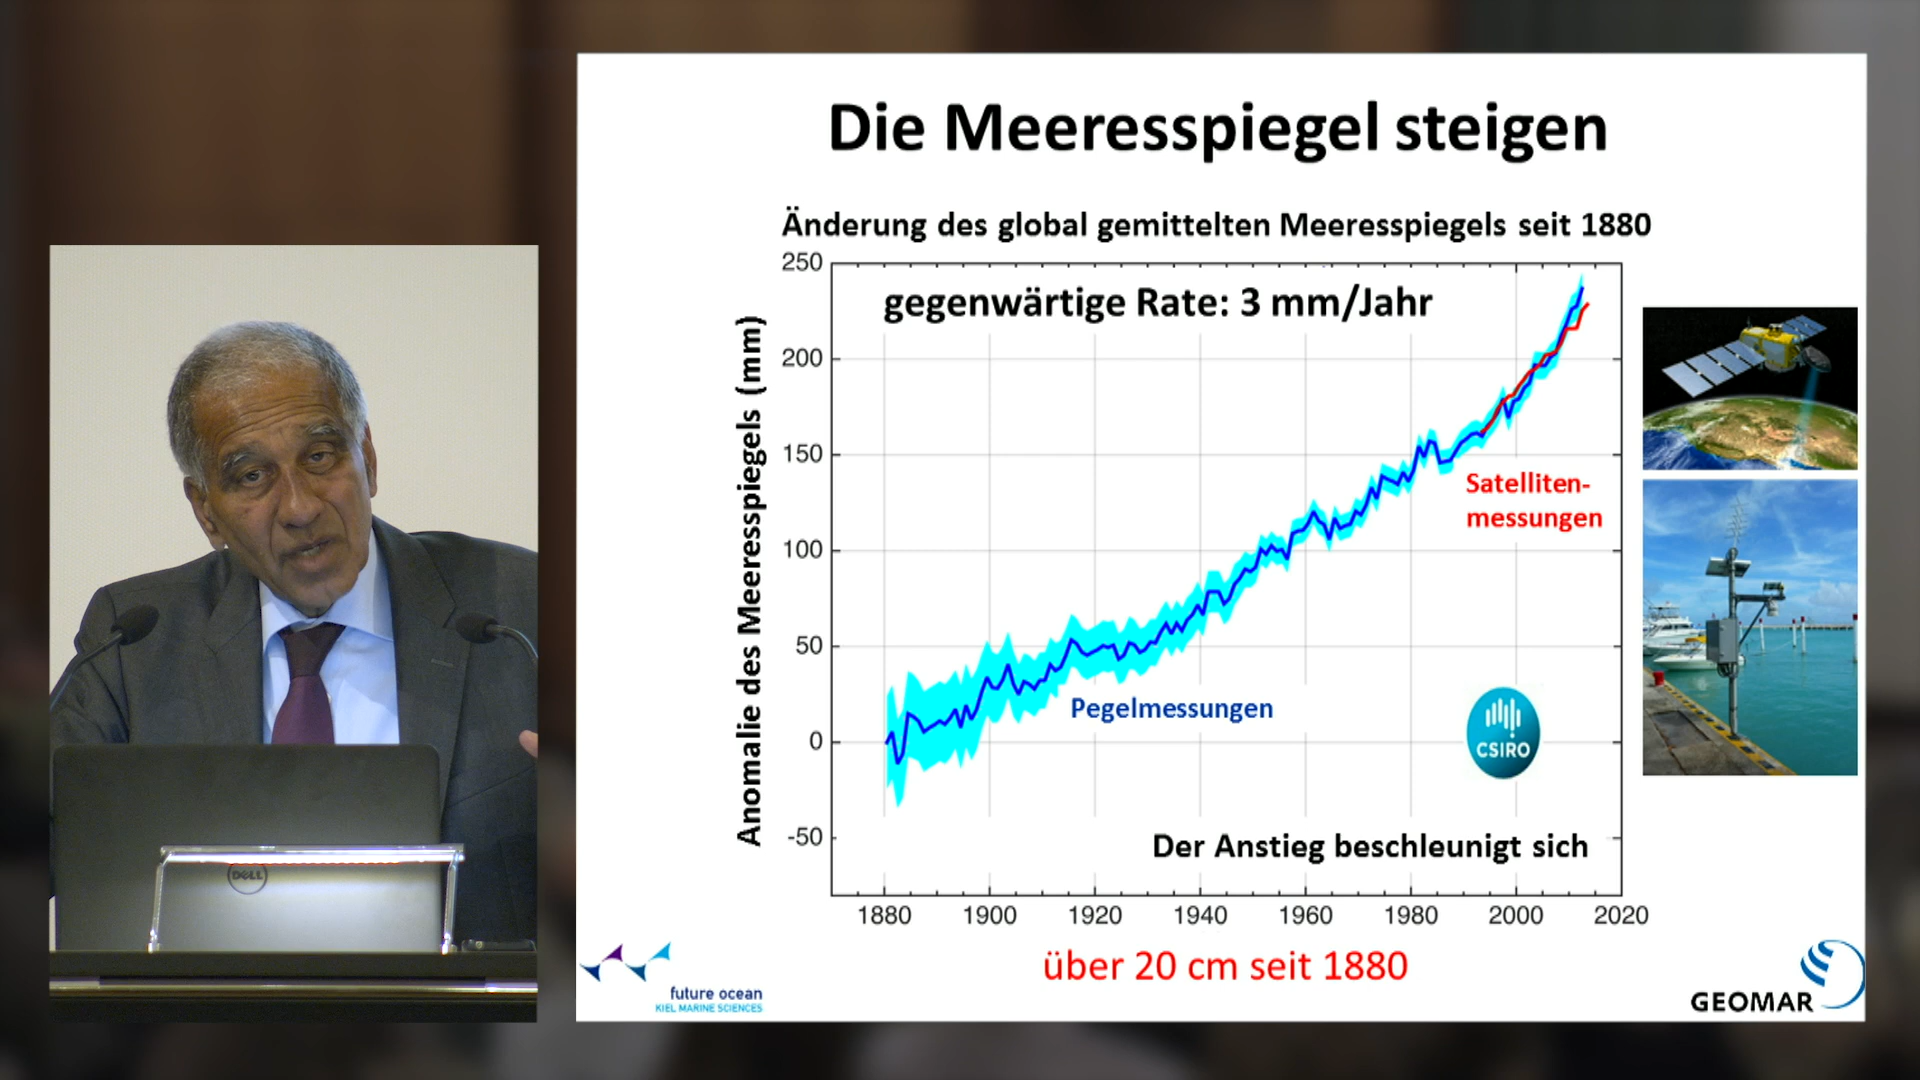 Die Meeresspiegel steigen
Änderung des global gemittelten Meeresspiegels seit 1880
gegenwärtige Rate: 3 mm/Jahr
Anomalie des Meeresspiegels (mm)
250
200
150
100
50
0
-50
Satelliten-
messungen
Pegelmessungen
CSIRO
Der Anstieg beschleunigt sich
1880 1900 1920 1940 1960 1980 2000 2020
über 20 cm seit 1880
future ocean
KIEL MARINE SCIENCES
GEOMAR
DELL